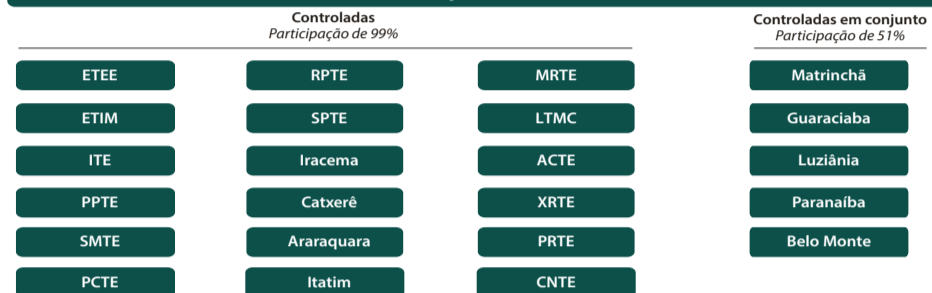 Controladas
Participação de 99%
Controladas em conjunto
Participação de 51%
ETEE
RPTE
MRTE
Matrinchã
ETIM
SPTE
LTMC
Guaraciaba
ITE
Iracema
ACTE
Luziânia
PPTE
Catxerê
XRTE
Paranaíba
SMTE
Araraquara
PRTE
Belo Monte
PCTE
Itatim
CNTE